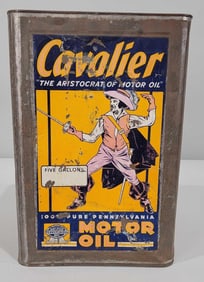 Cavalier
"THE ARISTOCRAT OF MOTOR OIL"
FIVE GALLONS
100% PURE PENNSYLVANIA
MOTOR
OIL